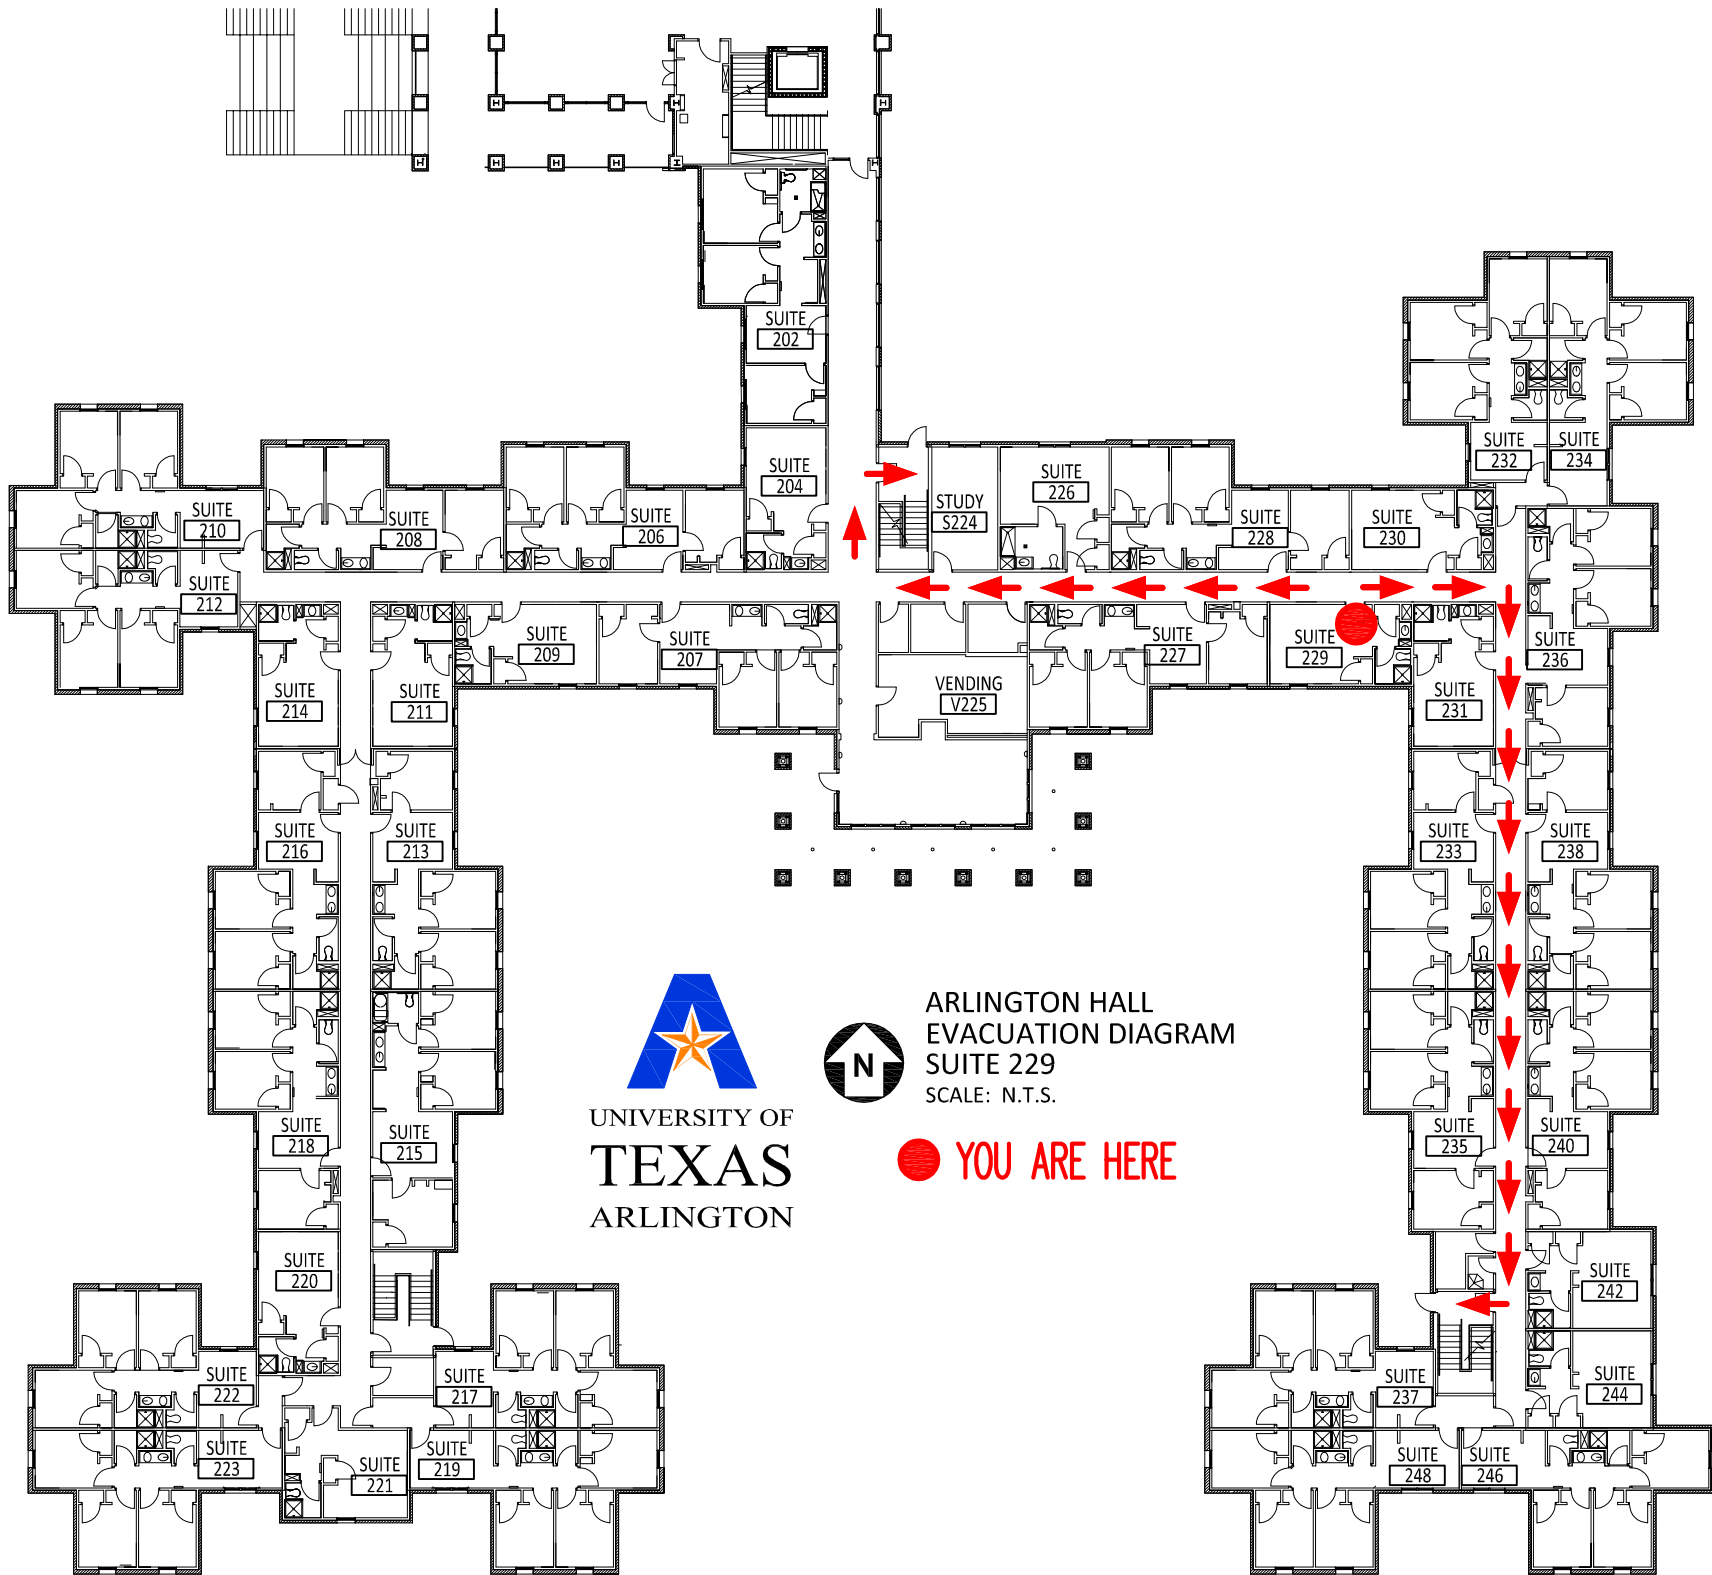 SUITE
202
SUITE
204
SUITE
232
SUITE
234
SUITE
210
SUITE
208
SUITE
206
STUDY
S224
SUITE
226
SUITE
228
SUITE
230
SUITE
212
SUITE
214
SUITE
211
SUITE
209
SUITE
207
VENDING
V225
SUITE
227
SUITE
229
SUITE
231
SUITE
236
SUITE
216
SUITE
213
SUITE
233
SUITE
238
SUITE
218
SUITE
215
SUITE
235
SUITE
240
UNIVERSITY OF
TEXAS
ARLINGTON
N
ARLINGTON HALL
EVACUATION DIAGRAM
SUITE 229
SCALE: N.T.S.
YOU ARE HERE
SUITE
220
SUITE
242
SUITE
222
SUITE
217
SUITE
237
SUITE
244
SUITE
223
SUITE
221
SUITE
219
SUITE
248
SUITE
246